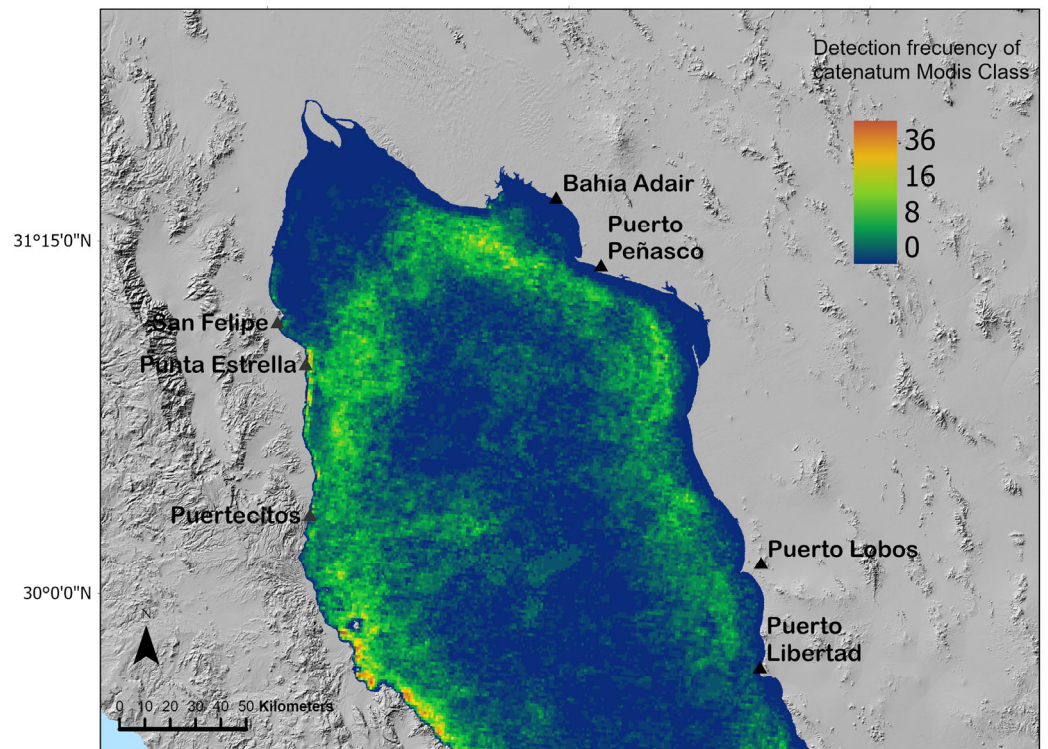 Detection frecuency of
catenatum Modis Class
36
16
8
0
Bahía Adair
Puerto
Peñasco
31°15'0"N
San Felipe
Punta Estrella
Puertecitos
Puerto Lobos
30°0'0"N
N
Puerto
Libertad
0 10 20 30 40 50 Kilometers